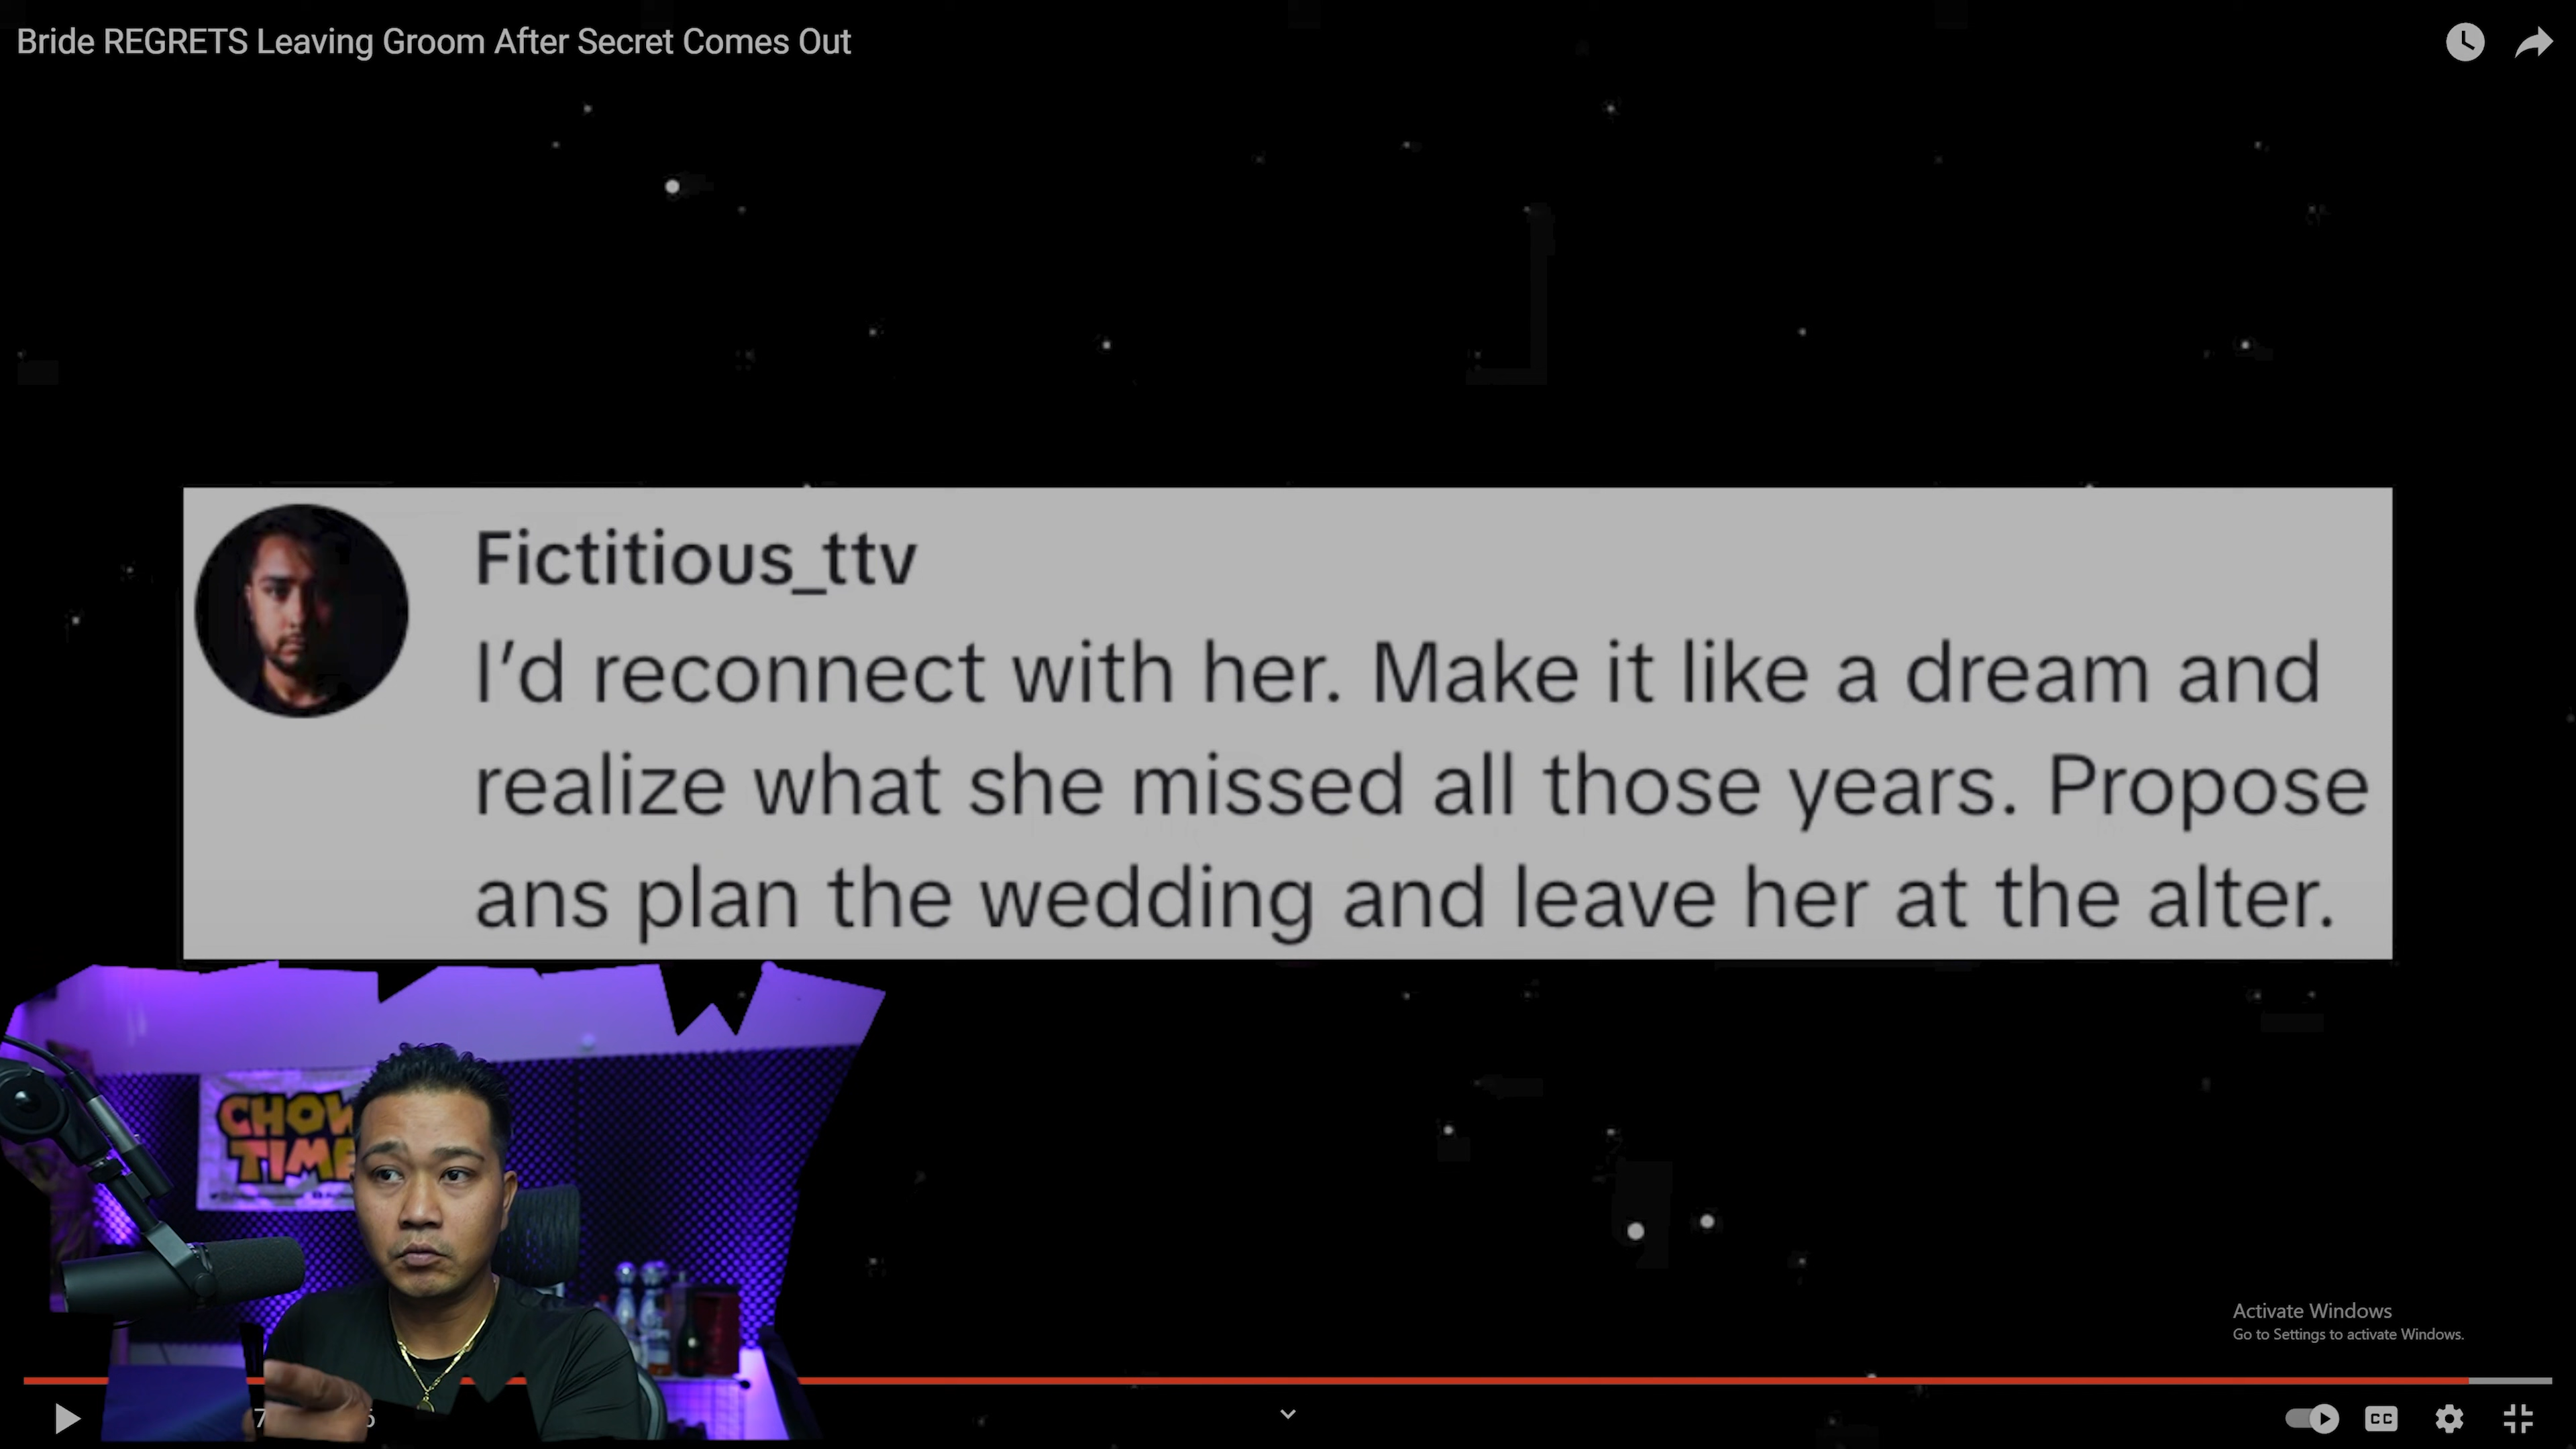 Bride REGRETS Leaving Groom After Secret Comes Out
Fictitious_ttv
I'd reconnect with her. Make it like a dream and
realize what she missed all those years. Propose
ans plan the wedding and leave her at the alter.
CHOW
TIME
Activate Windows
Go to Settings to activate Windows.
CC